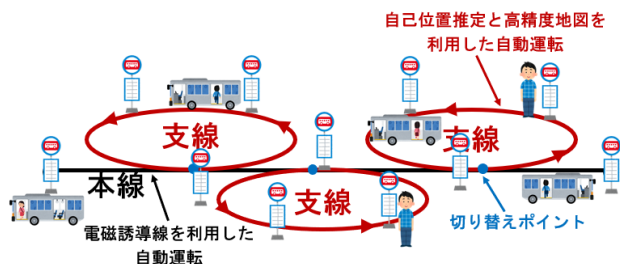 自己位置推定と高精度地図を
利用した自動運転
支線
支線
本線
支線
電磁誘導線を利用した
自動運転
切り替えポイント